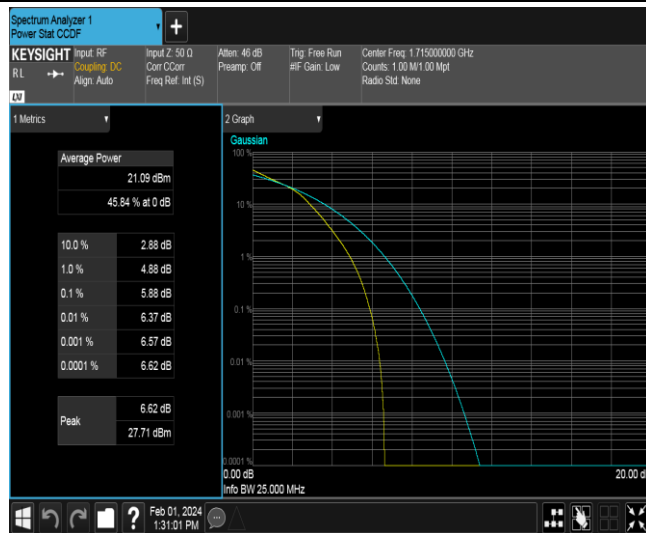 Spectrum Analyzer 1
Power Stat CCDF
+
KEYSIGHT
RL
Input: RF
Coupling: DC
Align: Auto
Input Z: 50 Ω
Corr CCorr
Freq Ref: Int (S)
Atten: 46 dB
Preamp: Off
Trig: Free Run
#IF Gain: Low
Center Freq: 1.715000000 GHz
Counts: 1.00 M/1.00 Mpt
Radio Std: None
1 Metrics
Average Power
21.09 dBm
45.84 % at 0 dB
10.0 % 2.88 dB
1.0 % 4.88 dB
0.1 % 5.88 dB
0.01 % 6.37 dB
0.001 % 6.57 dB
0.0001 % 6.62 dB
Peak
6.62 dB
27.71 dBm
2 Graph
Gaussian
100 %
10 %
1 %
0.1 %
0.01 %
0.001 %
0.0001 %
0.00 dB
20.00 d
Info BW 25.000 MHz
?
Feb 01, 2024
1:31:01 PM